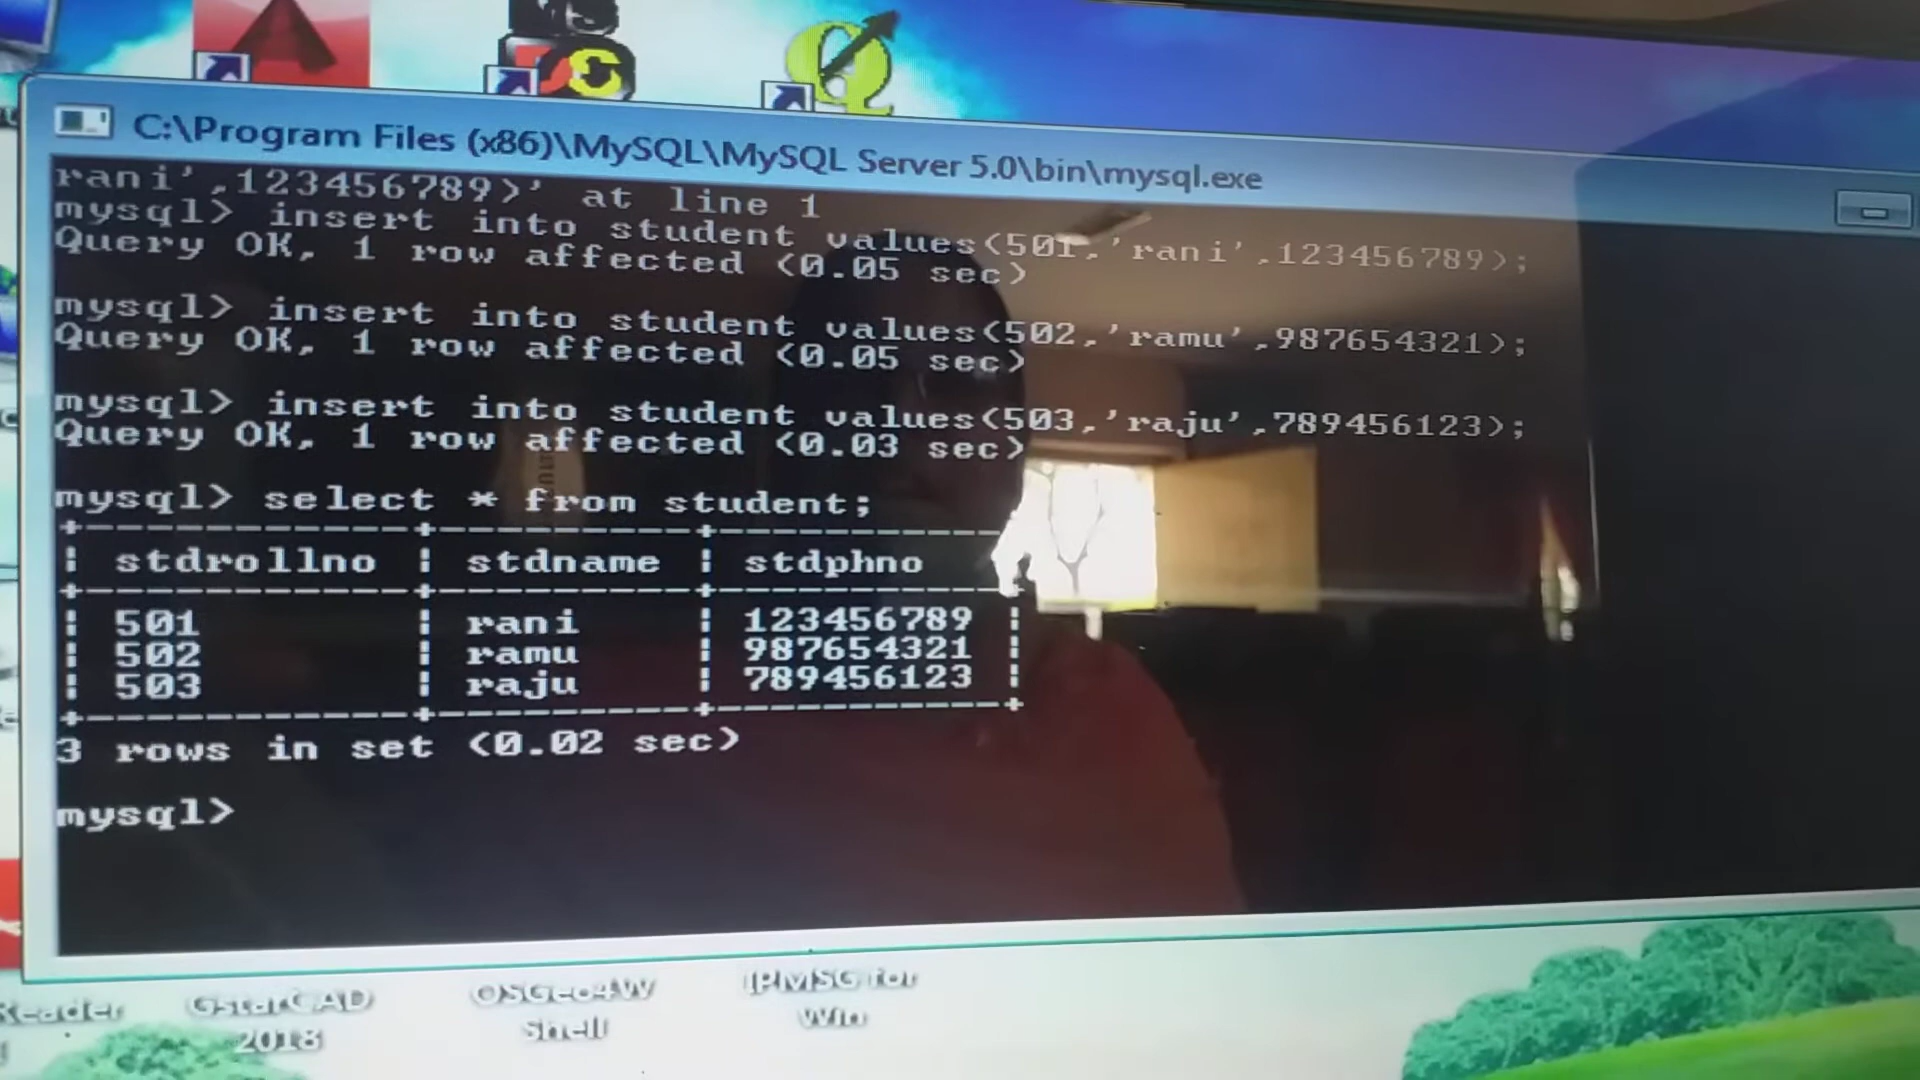 C:\Program Files (x86)\MySQL\MySQL Server 5.0\bin\mysql.exe
rani',123456789)' at line 1
mysql> insert into student values(501,'rani',123456789);
Query OK, 1 row affected (0.05 sec)
mysql> insert into student values(502,'ramu',987654321);
Query OK, 1 row affected (0.05 sec)
mysql> insert into student values(503,'raju',789456123);
Query OK, 1 row affected (0.03 sec)
mysql> select * from student;
+------------+---------+-----------+
| stdrollno | stdname | stdphno
+------------+---------+-----------+
| 501 | rani | 123456789 |
| 502 | ramu | 987654321 |
| 503 | raju | 789456123 |
+------------+---------+-----------+
3 rows in set (0.02 sec)
mysql>
Reader GstarCAD 2018 OSGeo4W Shell IPMSG for Win